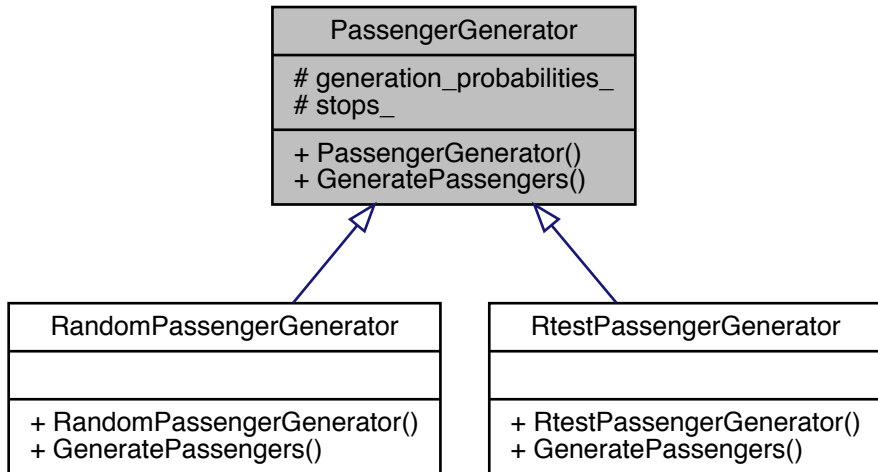 PassengerGenerator
# generation_probabilities_
# stops_
+ PassengerGenerator()
+ GeneratePassengers()
RandomPassengerGenerator
+ RandomPassengerGenerator()
+ GeneratePassengers()
RtestPassengerGenerator
+ RtestPassengerGenerator()
+ GeneratePassengers()